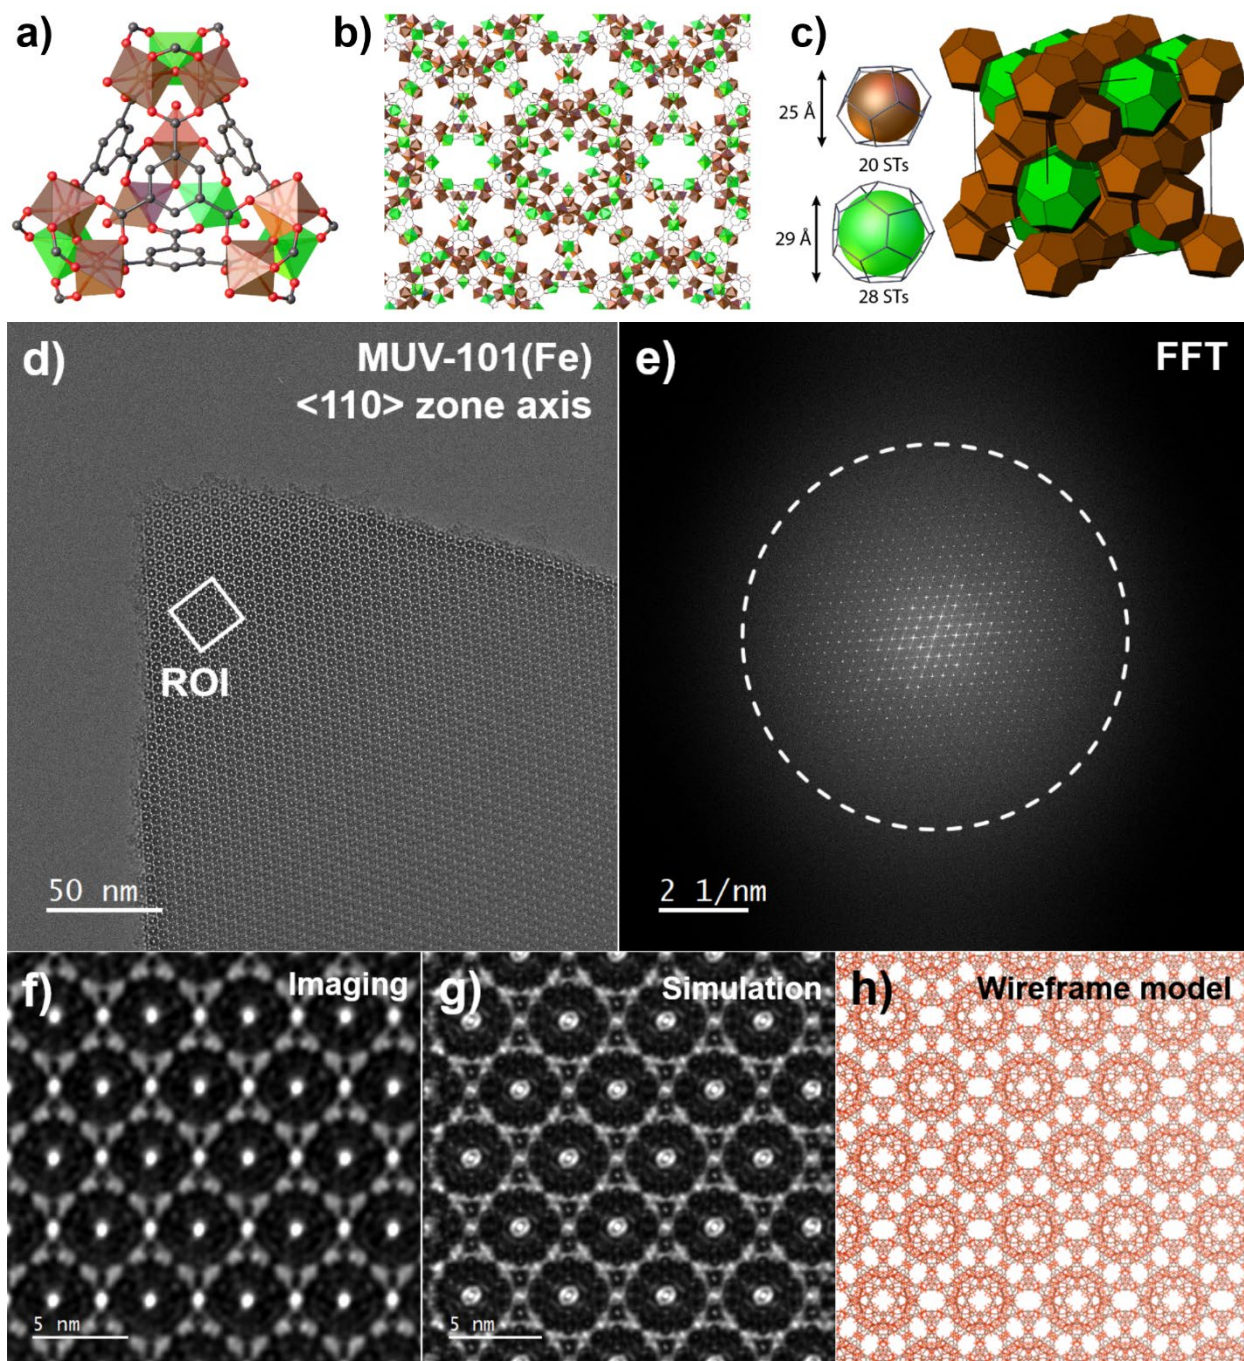 a)
b)
c)
25 Å
20 STs
29 Å
28 STs
d)
MUV-101(Fe)
<110> zone axis
ROI
50 nm
e)
FFT
2 1/nm
f)
Imaging
5 nm
g)
Simulation
5 nm
h)
Wireframe model